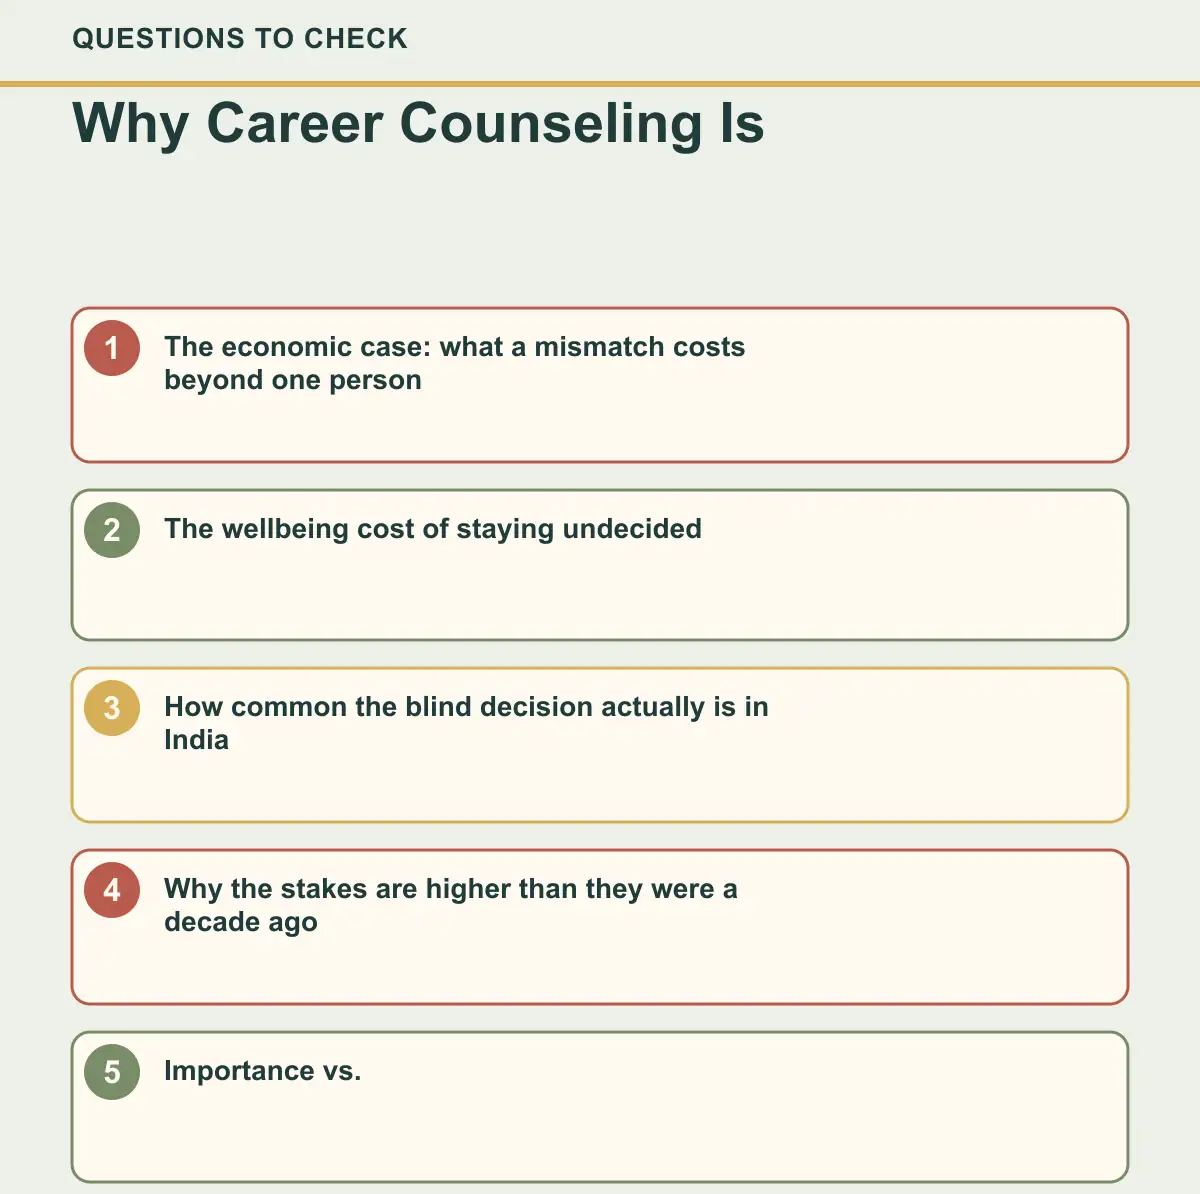 QUESTIONS TO CHECK
Why Career Counseling Is
1
The economic case: what a mismatch costs
beyond one person
2
The wellbeing cost of staying undecided
3
How common the blind decision actually is in
India
4
Why the stakes are higher than they were a
decade ago
5
Importance vs.